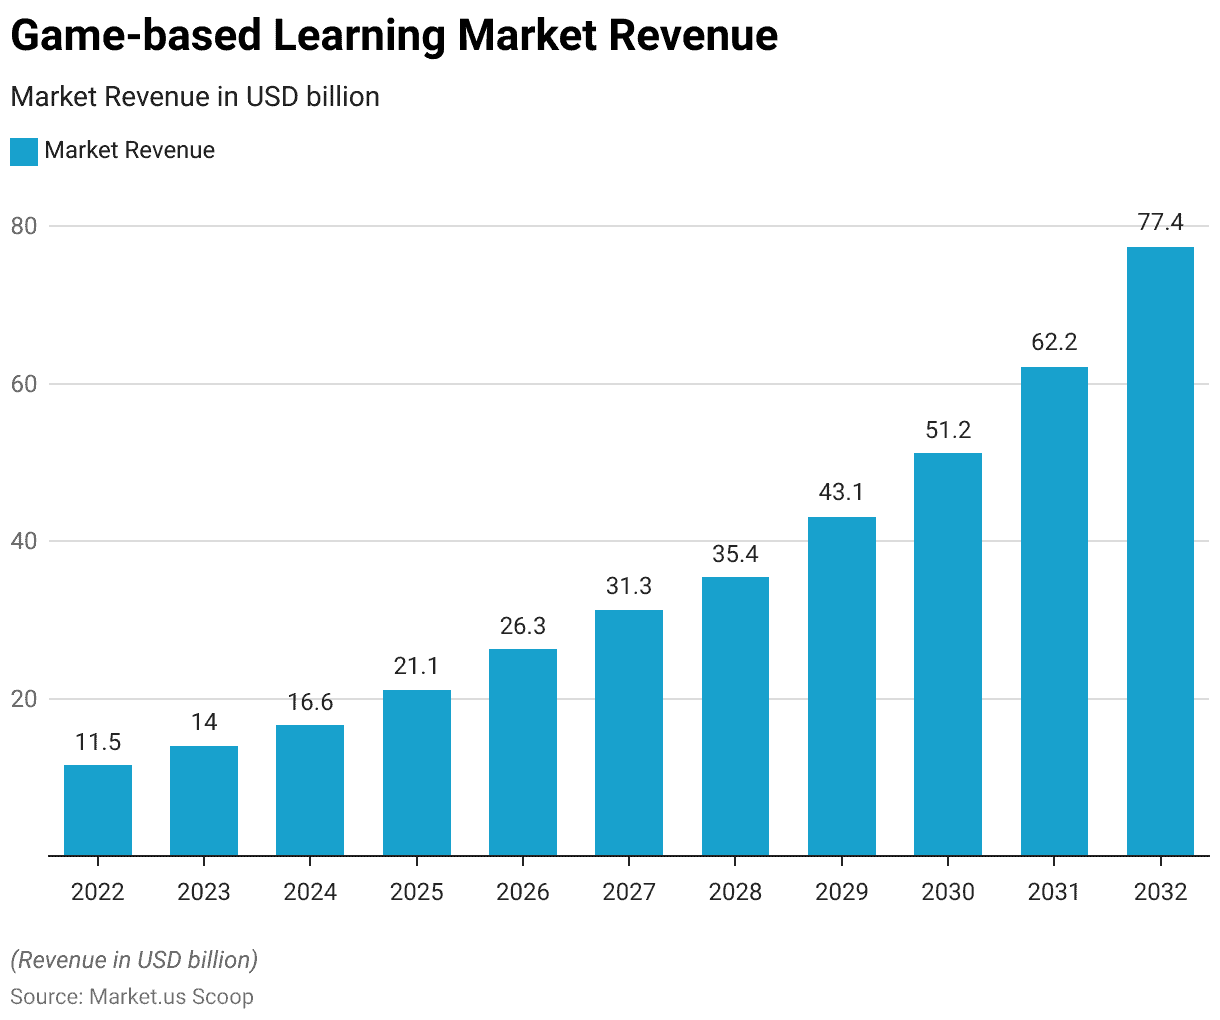 Game-based Learning Market Revenue
Market Revenue in USD billion
Market Revenue
80
60
40
20
11.5
14
16.6
21.1
26.3
31.3
35.4
43.1
51.2
62.2
77.4
2022 2023 2024 2025 2026 2027 2028 2029 2030 2031 2032
(Revenue in USD billion)
Source: Market.us Scoop